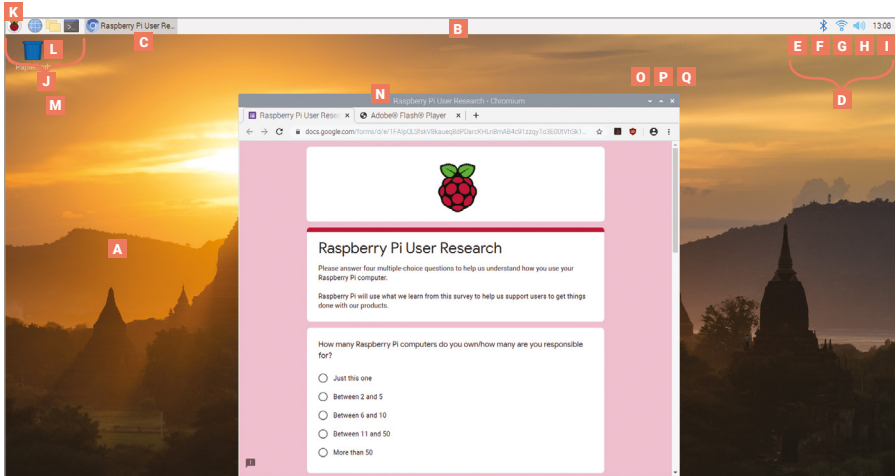 K
Raspberry Pi User Re...
B
13:08
C
L
E F G H I
J
M
D
N
O P Q
A
Raspberry Pi User Research - Chromium
Raspberry Pi User Rese
Adobe® Flash® Player
Raspberry Pi User Research
Please answer four multiple-choice questions to help us understand how you use your
Raspberry Pi computer.
Raspberry Pi will use what we learn from this survey to help us support users to get things
done with our products.
How many Raspberry Pi computers do you own/how many are you responsible
for?
Just this one
Between 2 and 5
Between 6 and 10
Between 11 and 50
More than 50